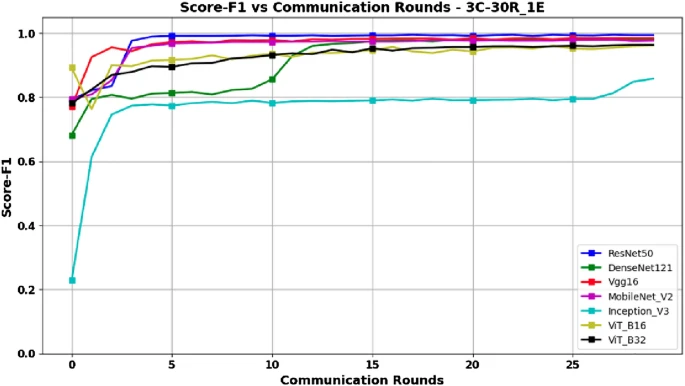 Score-F1 vs Communication Rounds - 3C-30R_1E
1.0
0.8
0.6
0.4
0.2
0.0
Score-F1
0 5 10 15 20 25
Communication Rounds
ResNet50
DenseNet121
Vgg16
MobileNet_V2
Inception_V3
ViT_B16
ViT_B32